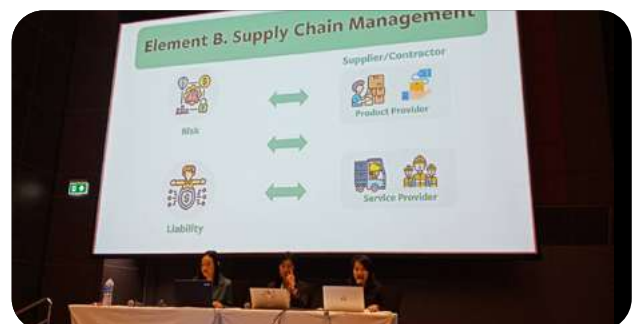 Element B. Supply Chain Management
Supplier/Contractor
Risk
Product Provider
Liability
Service Provider